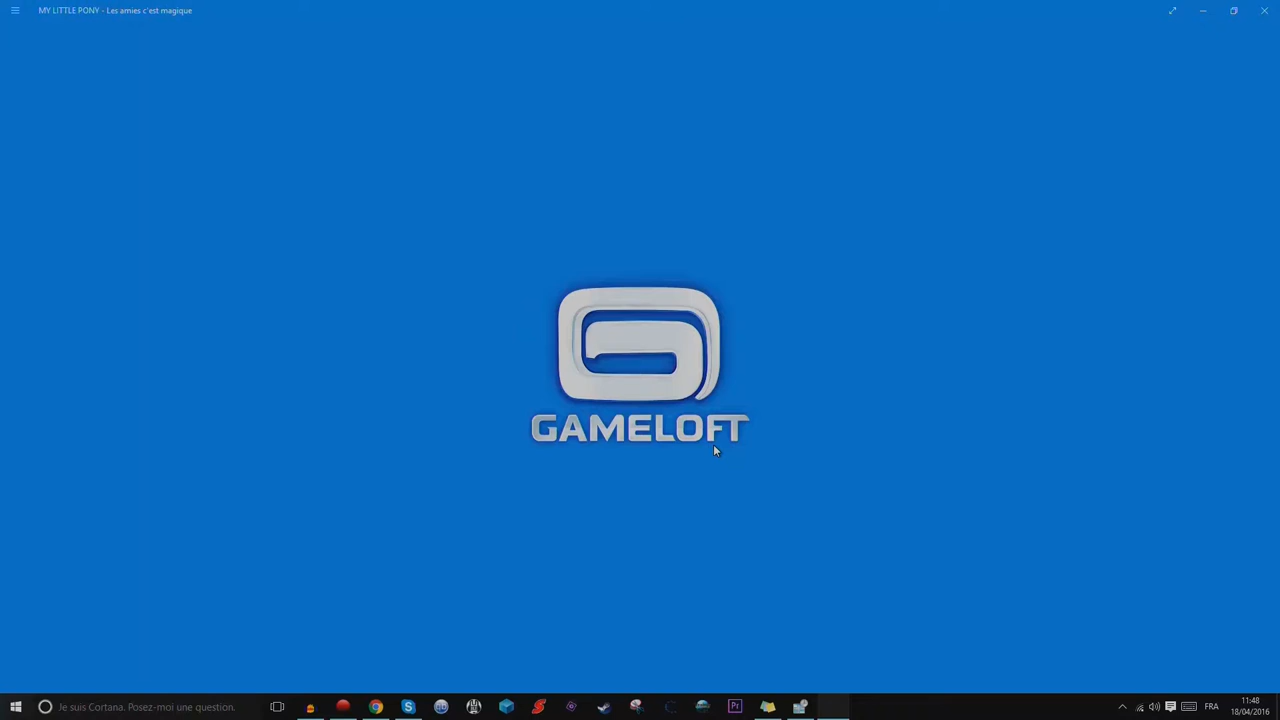 MY LITTLE PONY - Les amies c'est magique
GAMELOFT
Je suis Cortana. Posez-moi une question.
Pr
FRA
11:48
18/04/2016